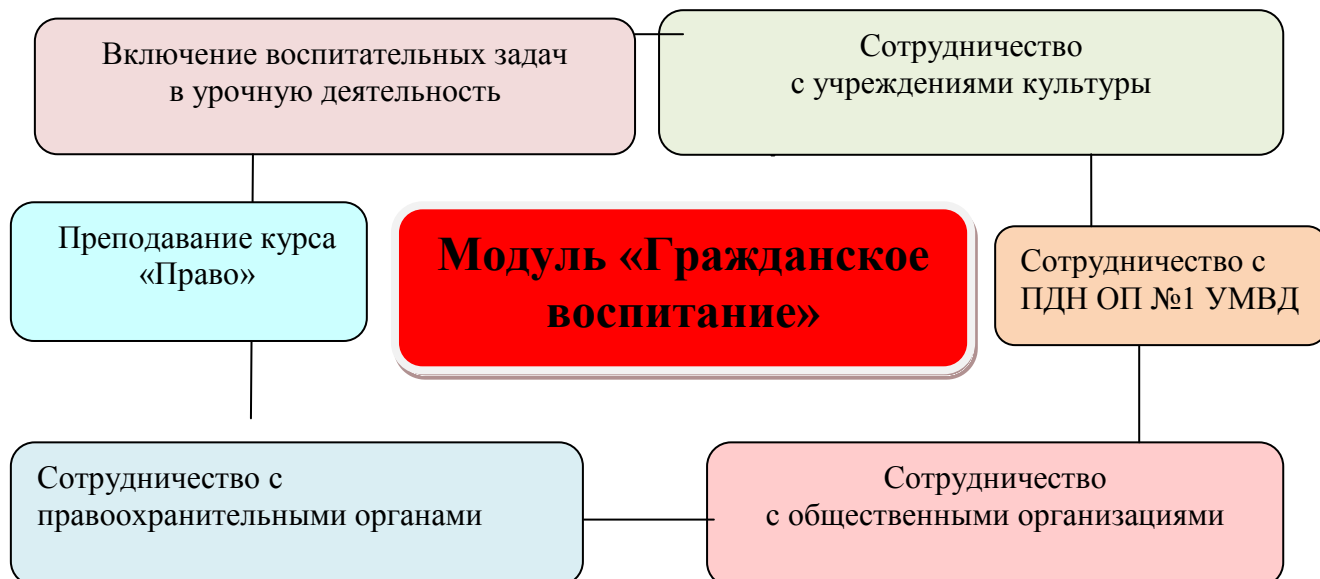 Включение воспитательных задач
в урочную деятельность
Сотрудничество
с учреждениями культуры
Преподавание курса
«Право»
Модуль «Гражданское
воспитание»
Сотрудничество с
ПДН ОП №1 УМВД
Сотрудничество с
правоохранительными органами
Сотрудничество
с общественными организациями